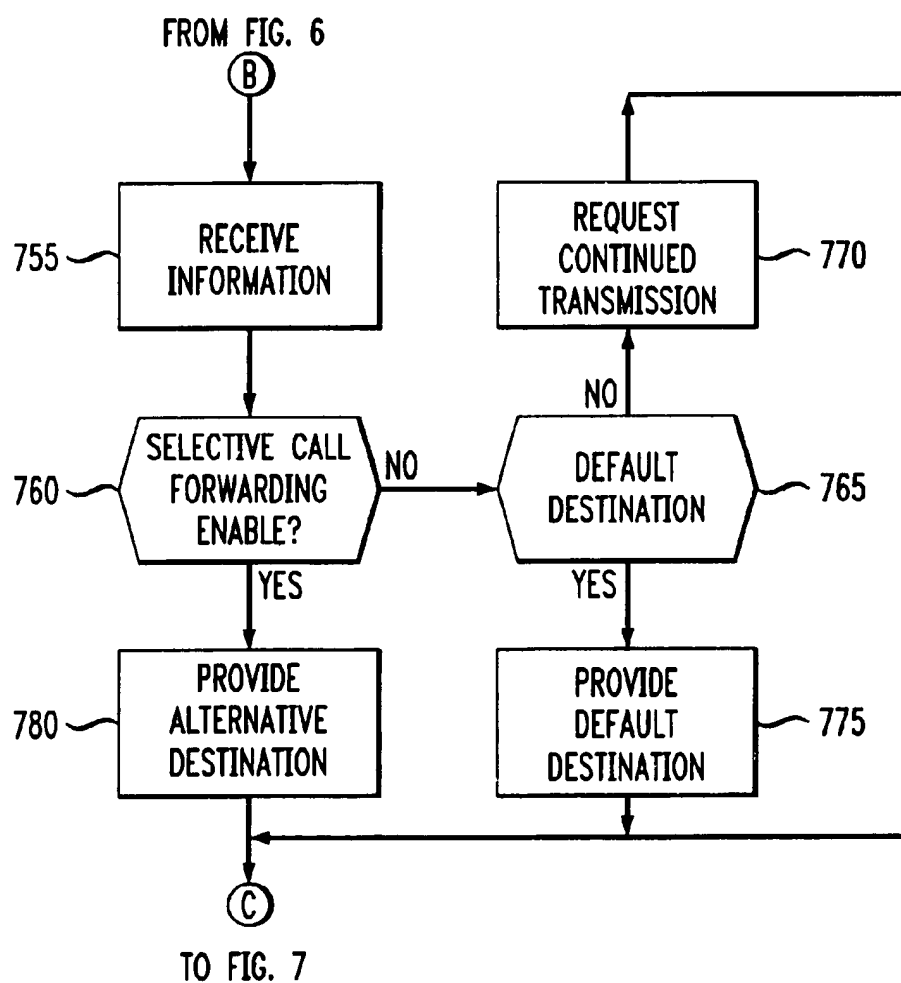 FROM FIG. 6
B
755
RECEIVE
INFORMATION
REQUEST
CONTINUED
TRANSMISSION
770
NO
760
SELECTIVE CALL
FORWARDING
ENABLE?
NO
DEFAULT
DESTINATION
765
YES
YES
780
PROVIDE
ALTERNATIVE
DESTINATION
PROVIDE
DEFAULT
DESTINATION
775
C
TO FIG. 7